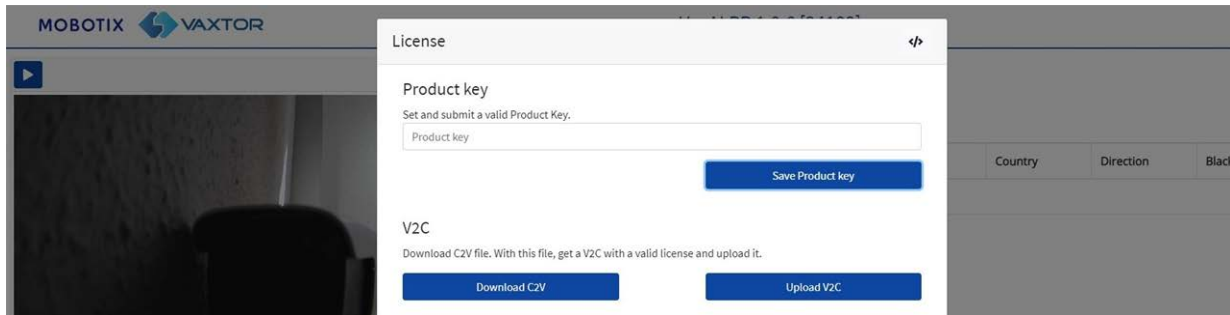 MOBOTIX VAXTOR
License
</>
Product key
Set and submit a valid Product Key.
Product key
Save Product key
Country Direction
V2C
Download C2V file. With this file, get a V2C with a valid license and upload it.
Download C2V Upload V2C